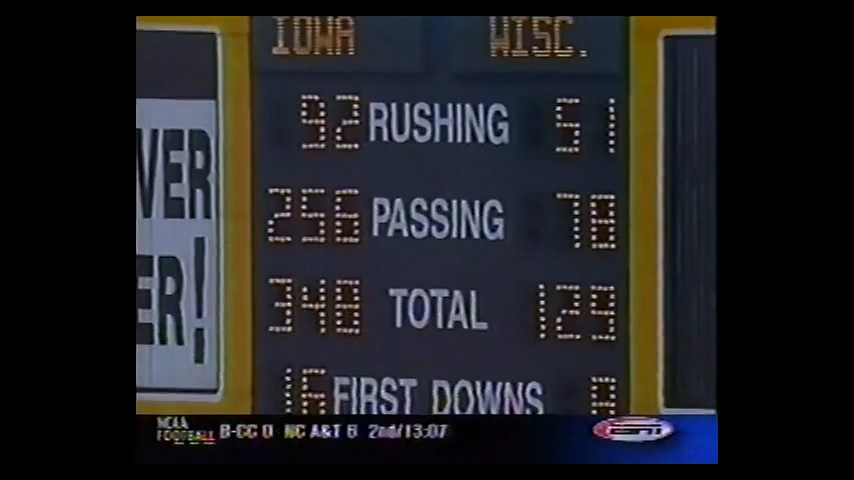 IOWA WISC.
92 RUSHING 51
VER
256 PASSING 78
ER!
348 TOTAL 129
16 FIRST DOWNS 8
NCAA FOOTBALL B-CC 0 NC A&T 6 2nd/13:07 ESPN